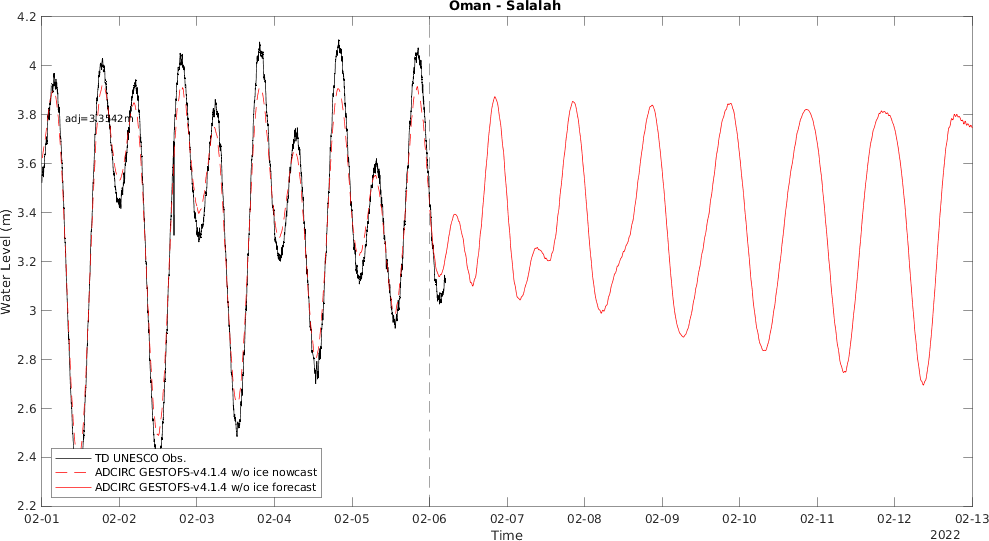 Oman - Salalah
4.2
4
3.8
3.6
3.4
3.2
3
2.8
2.6
2.4
2.2
Water Level (m)
adj=3.3542m
TD UNESCO Obs.
ADCIRC GESTOFS-v4.1.4 w/o ice nowcast
ADCIRC GESTOFS-v4.1.4 w/o ice forecast
02-01 02-02 02-03 02-04 02-05 02-06 02-07 02-08 02-09 02-10 02-11 02-12 02-13
Time
2022